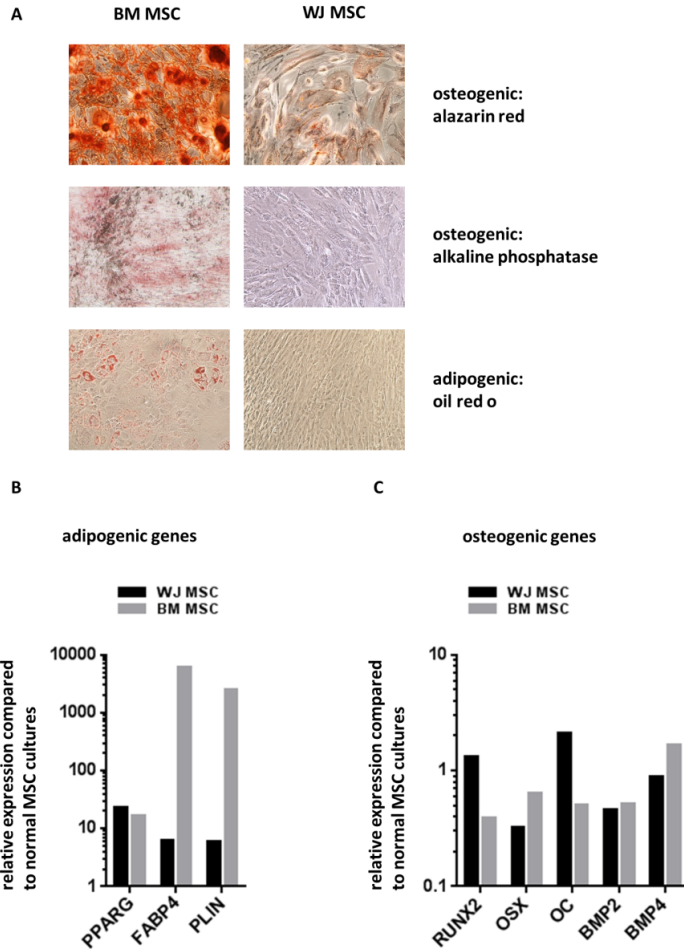 A
BM MSC
WJ MSC
osteogenic:
alazarin red
osteogenic:
alkaline phosphatase
adipogenic:
oil red o
B
adipogenic genes
WJ MSC
BM MSC
relative expression compared
to normal MSC cultures
10000
1000
100
10
1
PPARG
FABP4
PLIN
C
osteogenic genes
WJ MSC
BM MSC
relative expression compared
to normal MSC cultures
10
1
0.1
RUNX2
OSX
OC
BMP2
BMP4